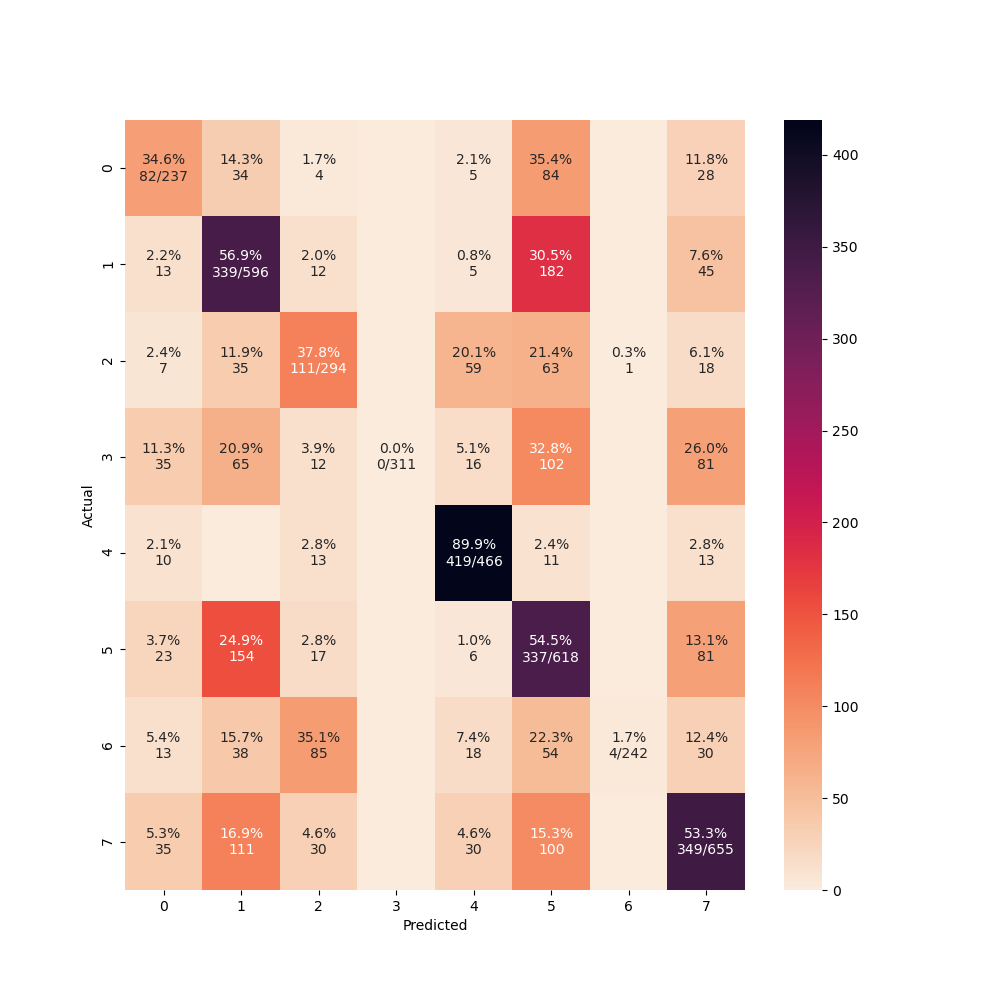 34.6% 14.3% 1.7% 2.1% 35.4% 11.8%
0 82/237 34 4 5 84 28
2.2% 56.9% 2.0% 0.8% 30.5% 7.6%
1 13 339/596 12 5 182 45
2.4% 11.9% 37.8% 20.1% 21.4% 0.3% 6.1%
2 7 35 111/294 59 63 1 18
11.3% 20.9% 3.9% 0.0% 5.1% 32.8% 26.0%
3 35 65 12 0/311 16 102 81
Actual
2.1% 2.8% 89.9% 2.4% 2.8%
4 10 13 419/466 11 13
3.7% 24.9% 2.8% 1.0% 54.5% 13.1%
5 23 154 17 6 337/618 81
5.4% 15.7% 35.1% 7.4% 22.3% 1.7% 12.4%
6 13 38 85 18 54 4/242 30
5.3% 16.9% 4.6% 4.6% 15.3% 53.3%
7 35 111 30 30 100 349/655
0 1 2 3 4 5 6 7
Predicted
400
350
300
250
200
150
100
50
0